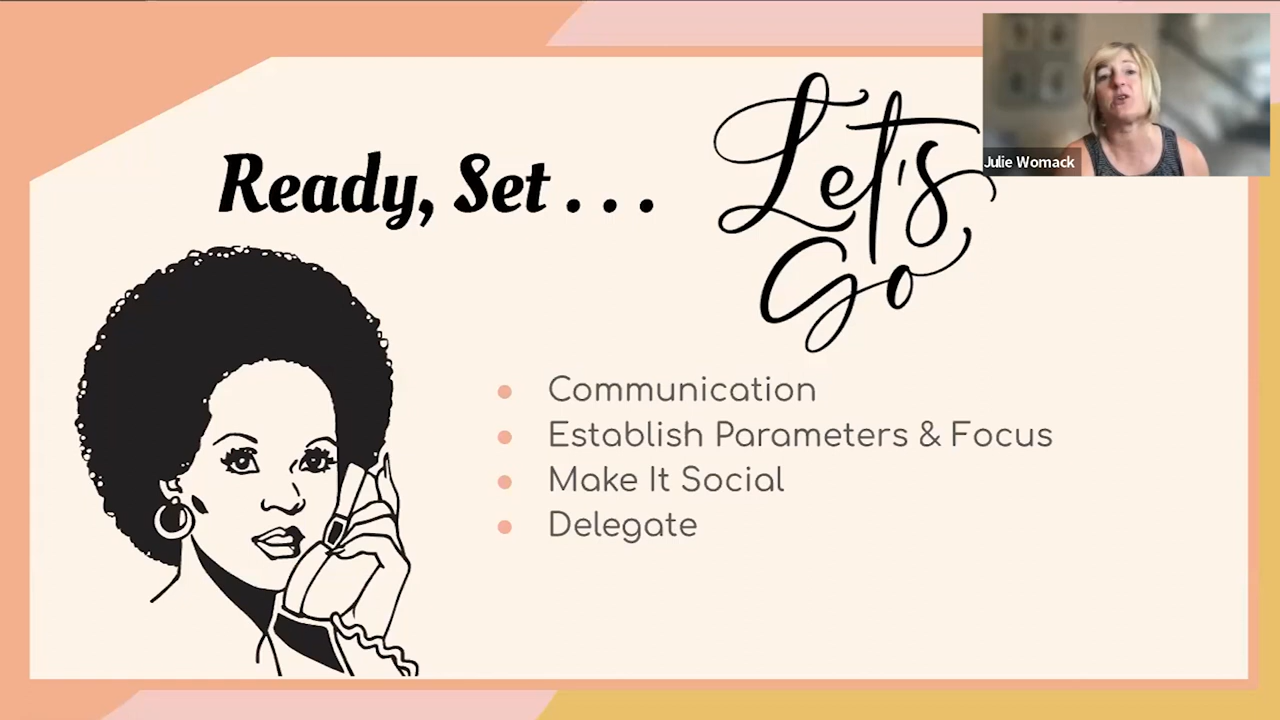 Ready, Set . . .
Let's
Go
Julie Womack
Communication
Establish Parameters & Focus
Make It Social
Delegate